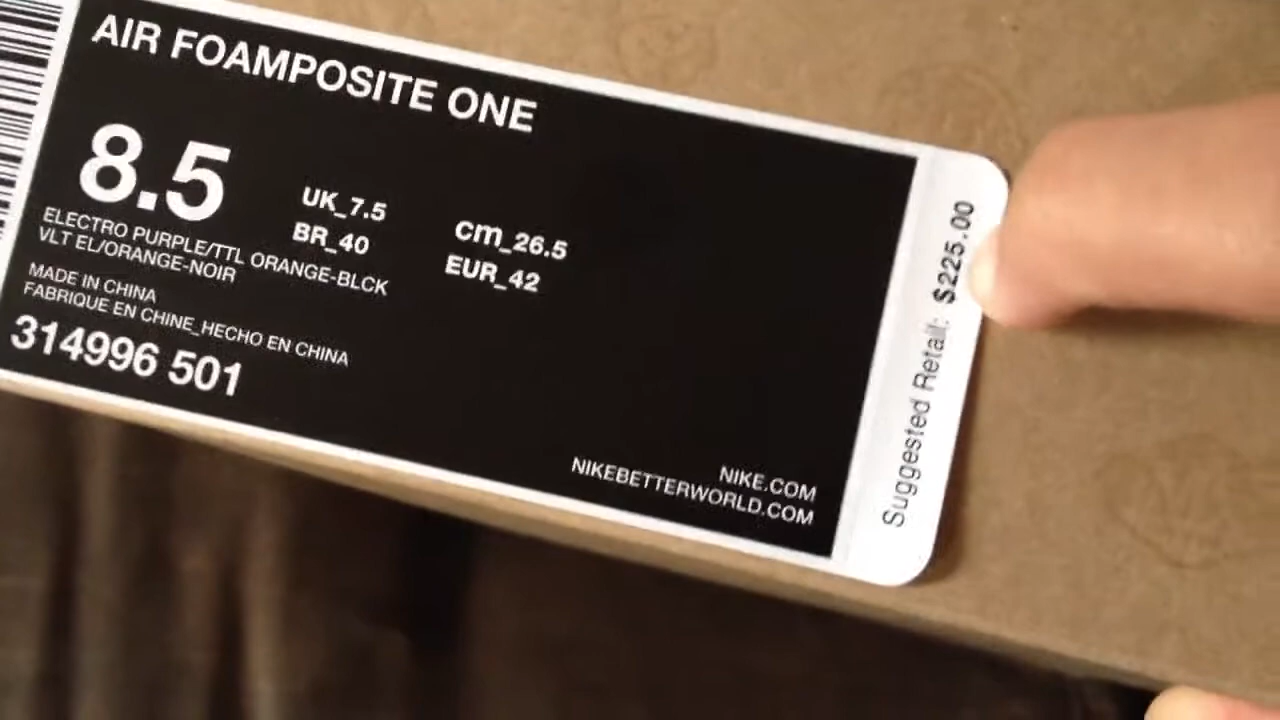 AIR FOAMPOSITE ONE
8.5
UK_7.5
cm_26.5
BR_40
EUR_42
ELECTRO PURPLE/TTL ORANGE-BLCK
VLT EL/ORANGE-NOIR
MADE IN CHINA
FABRIQUE EN CHINE_HECHO EN CHINA
314996 501
NIKE.COM
NIKEBETTERWORLD.COM
Suggested Retail: $225.00